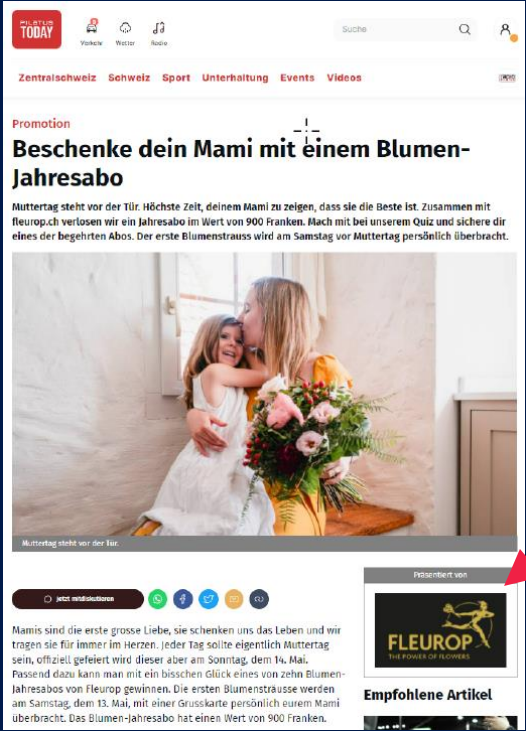 PILATUS
TODAY
Verkehr
Wetter
Radio
Suche
Zentralschweiz Schweiz Sport Unterhaltung Events Videos
Promotion
Beschenke dein Mami mit einem Blumen-
Jahresabo
Muttertag steht vor der Tür. Höchste Zeit, deinem Mami zu zeigen, dass sie die Beste ist. Zusammen mit
fleurop.ch verlosen wir ein Jahresabo im Wert von 900 Franken. Mach mit bei unserem Quiz und sichere dir
eines der begehrten Abos. Der erste Blumenstrauss wird am Samstag vor Muttertag persönlich überbracht.
Muttertag steht vor der Tür.
Jetzt mitdiskutieren
Präsentiert von
FLEUROP
THE POWER OF FLOWERS
Mamis sind die erste grosse Liebe, sie schenken uns das Leben und wir
tragen sie für immer im Herzen. Jeder Tag sollte eigentlich Muttertag
sein, offiziell gefeiert wird dieser aber am Sonntag, dem 14. Mai.
Passend dazu kann man mit ein bisschen Glück eines von zehn Blumen-
Jahresabos von Fleurop gewinnen. Die ersten Blumensträusse werden
am Samstag, dem 13. Mai, mit einer Grusskarte persönlich eurem Mami
überbracht. Das Blumen-Jahresabo hat einen Wert von 900 Franken.
Empfohlene Artikel